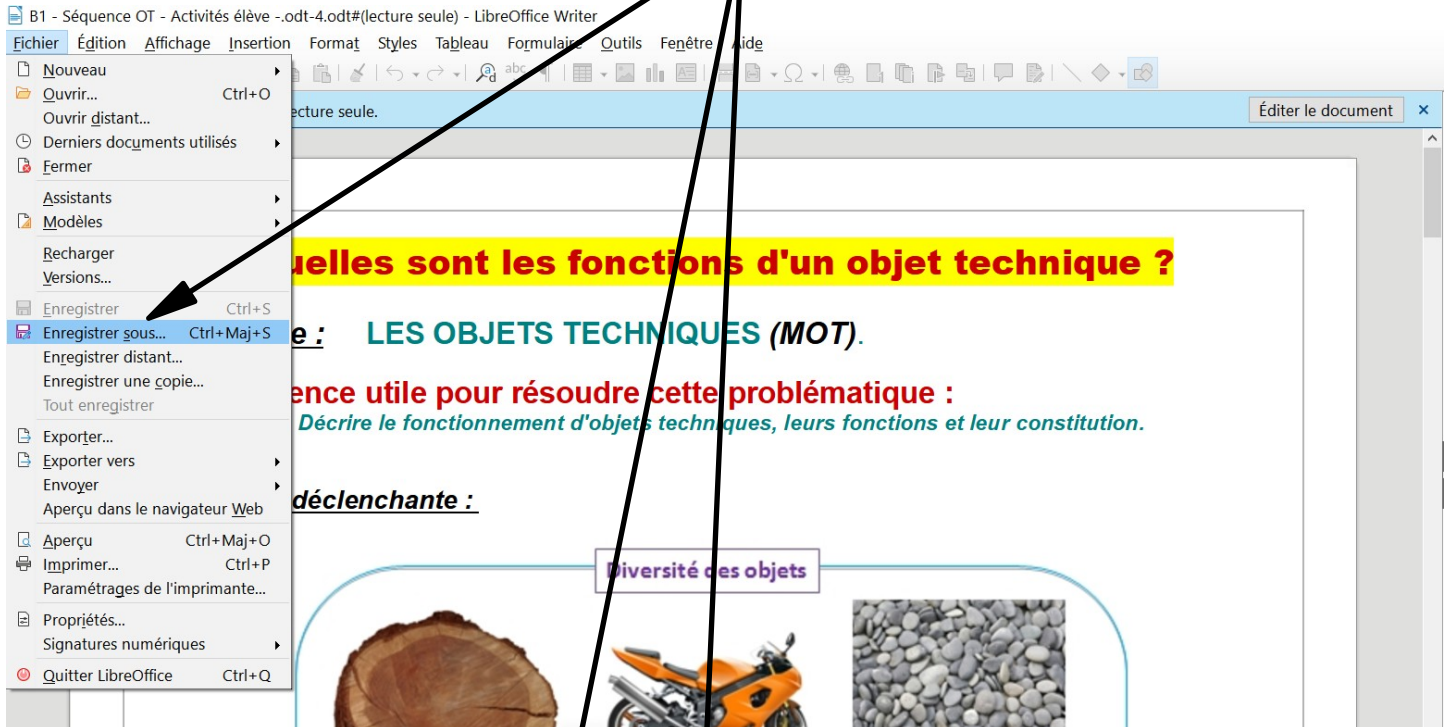 B1 - Séquence OT - Activités élève -.odt-4.odt#(lecture seule) - LibreOffice Writer
Fichier Édition Affichage Insertion Format Styles Tableau Formulaire Outils Fenêtre Aide
Nouveau
Ouvrir... Ctrl+O
Ouvrir distant...
ecture seule.
Éditer le document
Derniers documents utilisés
Fermer
Assistants
Modèles
Recharger
Versions...
Enregistrer Ctrl+S
Enregistrer sous... Ctrl+Maj+S
Enregistrer distant...
Enregistrer une copie...
Tout enregistrer
Exporter...
Exporter vers
Envoyer
Aperçu dans le navigateur Web
Aperçu Ctrl+Maj+O
Imprimer... Ctrl+P
Paramétrages de l'imprimante...
Propriétés...
Signatures numériques
Quitter LibreOffice Ctrl+Q
uelles sont les fonctions d'un objet technique ?
e : LES OBJETS TECHNIQUES (MOT).
ence utile pour résoudre cette problématique :
Décrire le fonctionnement d'objets techniques, leurs fonctions et leur constitution.
déclenchante :
Diversité des objets